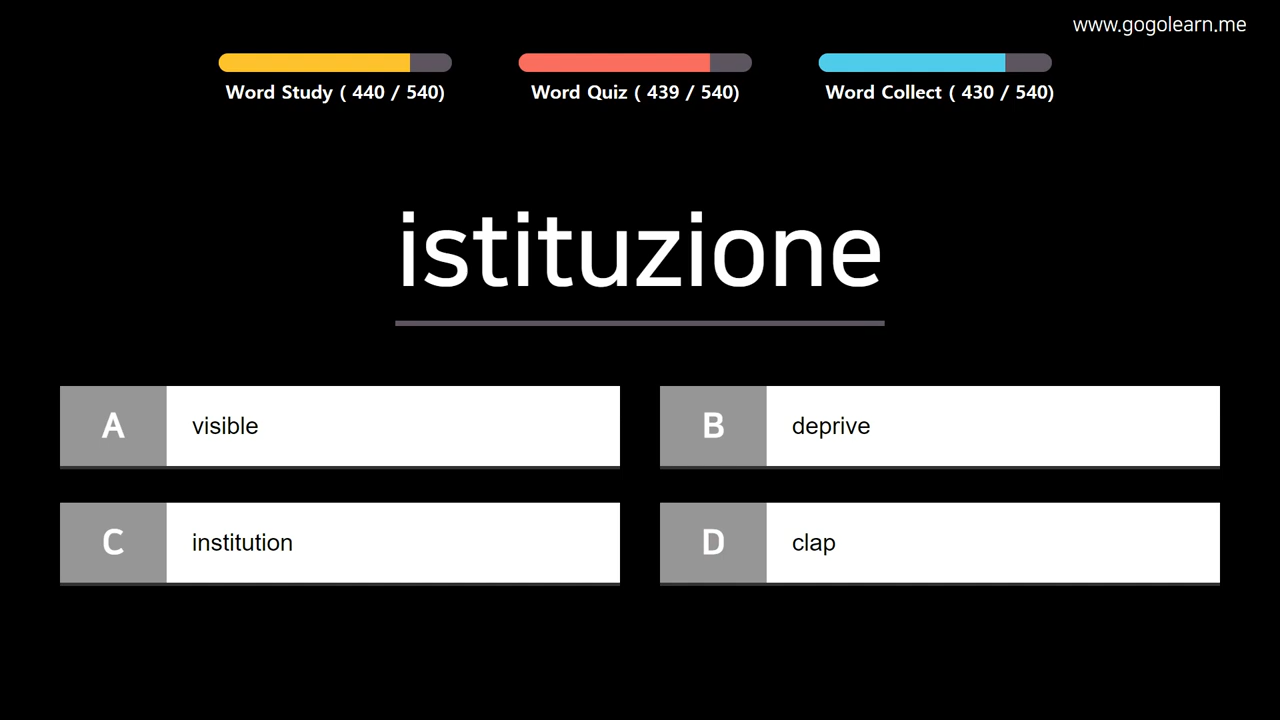 www.gogolearn.me
Word Study ( 440 / 540)
Word Quiz ( 439 / 540)
Word Collect ( 430 / 540)
istituzione
A visible
B deprive
C institution
D clap